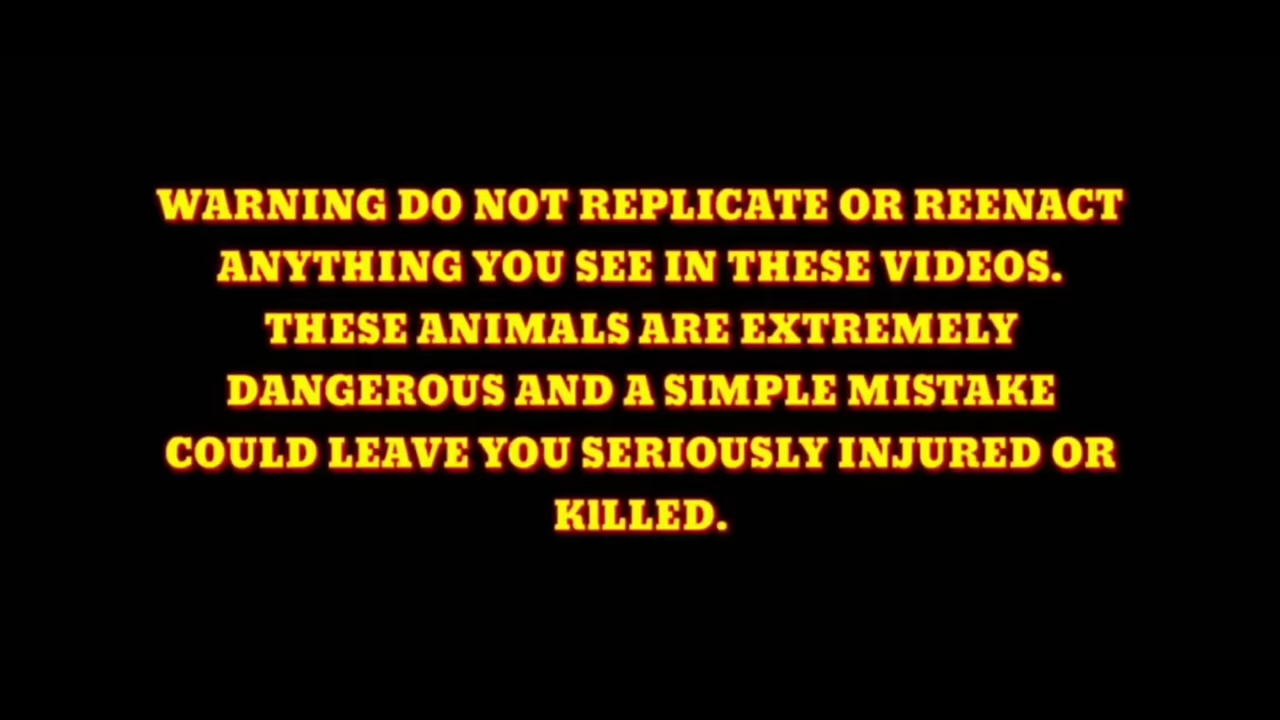 WARNING DO NOT REPLICATE OR REENACT
ANYTHING YOU SEE IN THESE VIDEOS.
THESE ANIMALS ARE EXTREMELY
DANGEROUS AND A SIMPLE MISTAKE
COULD LEAVE YOU SERIOUSLY INJURED OR
KlLLED.